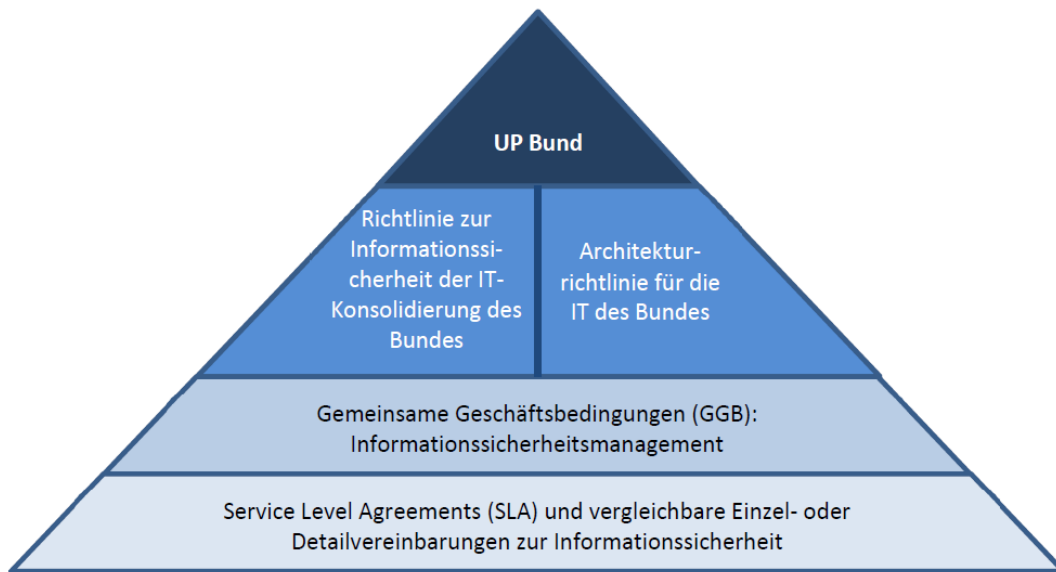 UP Bund
Richtlinie zur
Informationssi-
cherheit der IT-
Konsolidierung des
Bundes
Architektur-
richtlinie für die
IT des Bundes
Gemeinsame Geschäftsbedingungen (GGB):
Informationssicherheitsmanagement
Service Level Agreements (SLA) und vergleichbare Einzel- oder
Detailvereinbarungen zur Informationssicherheit